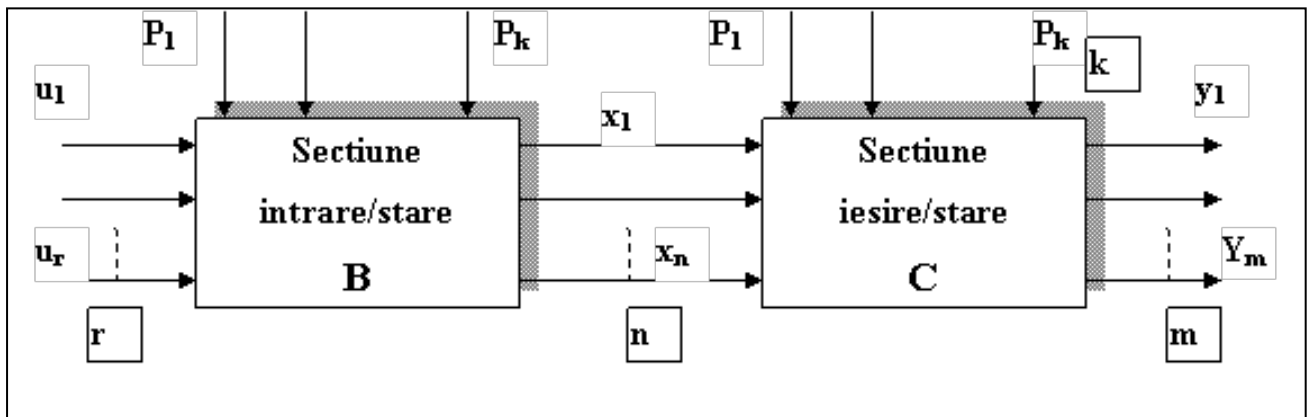 P₁
Pₖ
P₁
Pₖ
k
u₁
x₁
y₁
Sectiune
intrare/stare
B
Sectiune
iesire/stare
C
uᵣ
xₙ
Yₘ
r
n
m